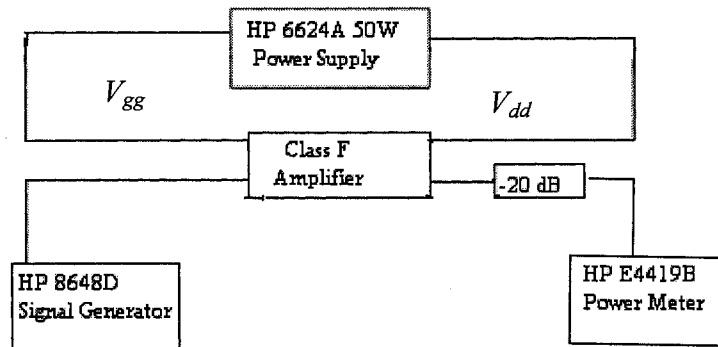 HP 6624A 50W
Power Supply
Vgg
Vdd
Class F
Amplifier
-20 dB
HP 8648D
Signal Generator
HP E4419B
Power Meter